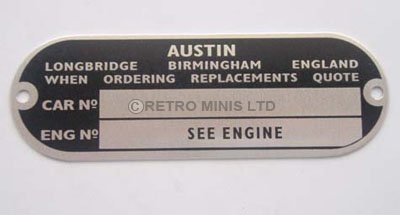 AUSTIN
LONGBRIDGE BIRMINGHAM ENGLAND
WHEN ORDERING REPLACEMENTS QUOTE
CAR Nº
©RETRO MINIS LTD
ENG Nº SEE ENGINE